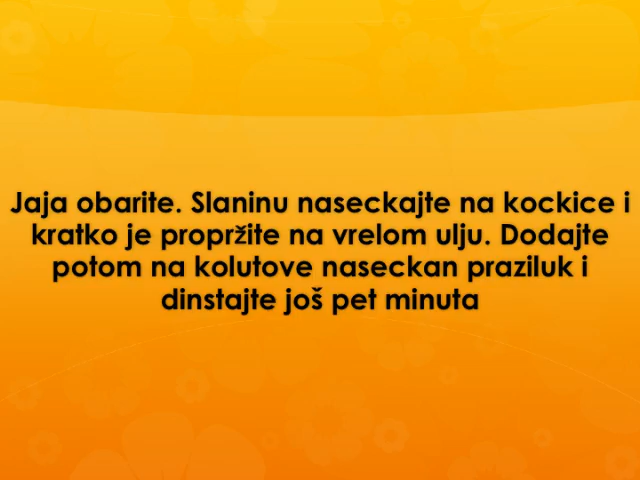 Jaja obarite. Slaninu naseckajte na kockice i
kratko je propržite na vrelom ulju. Dodajte
potom na kolutove naseckan praziluk i
dinstajte još pet minuta